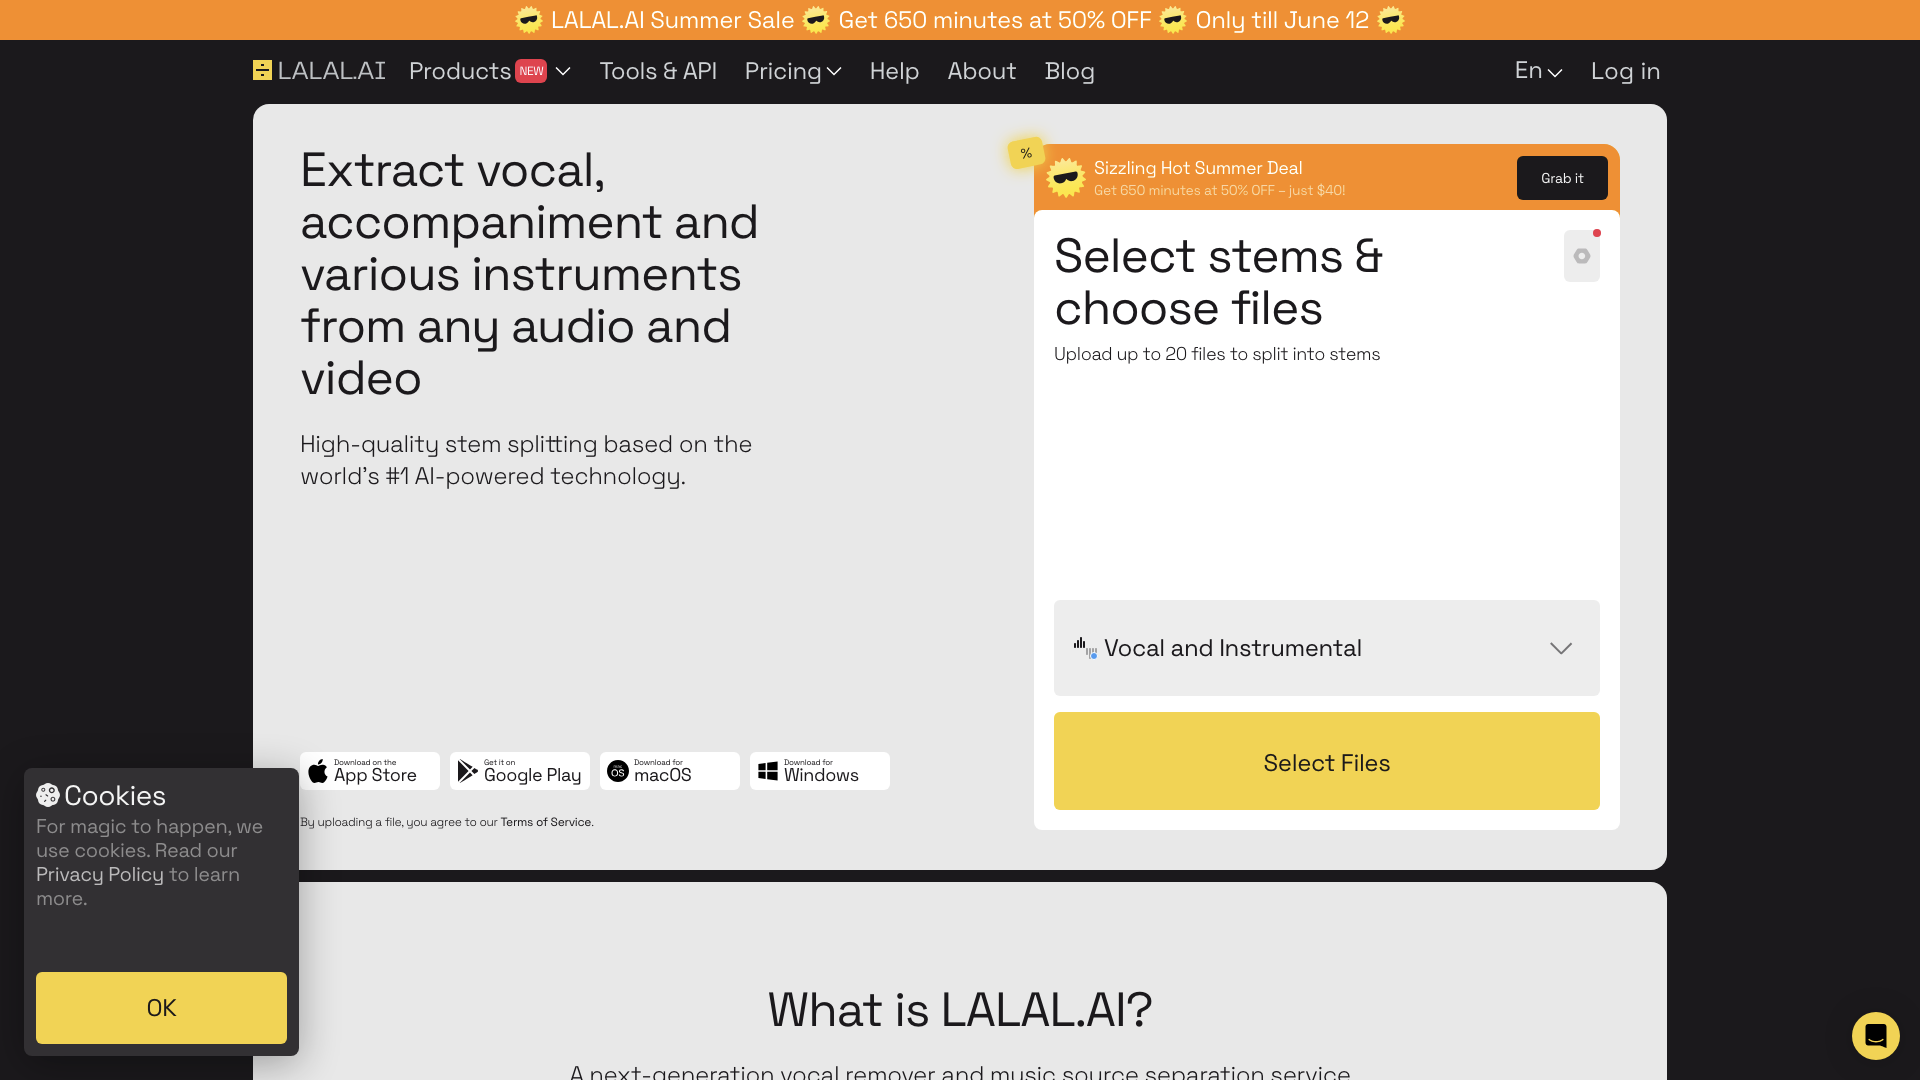 LALAL.AI Summer Sale Get 650 minutes at 50% OFF Only till June 12
LALAL.AI Products NEW Tools & API Pricing Help About Blog En Log in
Extract vocal,
accompaniment and
various instruments
from any audio and
video
High-quality stem splitting based on the
world's #1 AI-powered technology.
Download on the
App Store
Get it on
Google Play
Download for
macOS
Download for
Windows
By uploading a file, you agree to our Terms of Service.
%
Sizzling Hot Summer Deal
Get 650 minutes at 50% OFF – just $40!
Grab it
Select stems &
choose files
Upload up to 20 files to split into stems
Vocal and Instrumental
Select Files
Cookies
For magic to happen, we
use cookies. Read our
Privacy Policy to learn
more.
OK
What is LALAL.AI?
A next-generation vocal remover and music source separation service